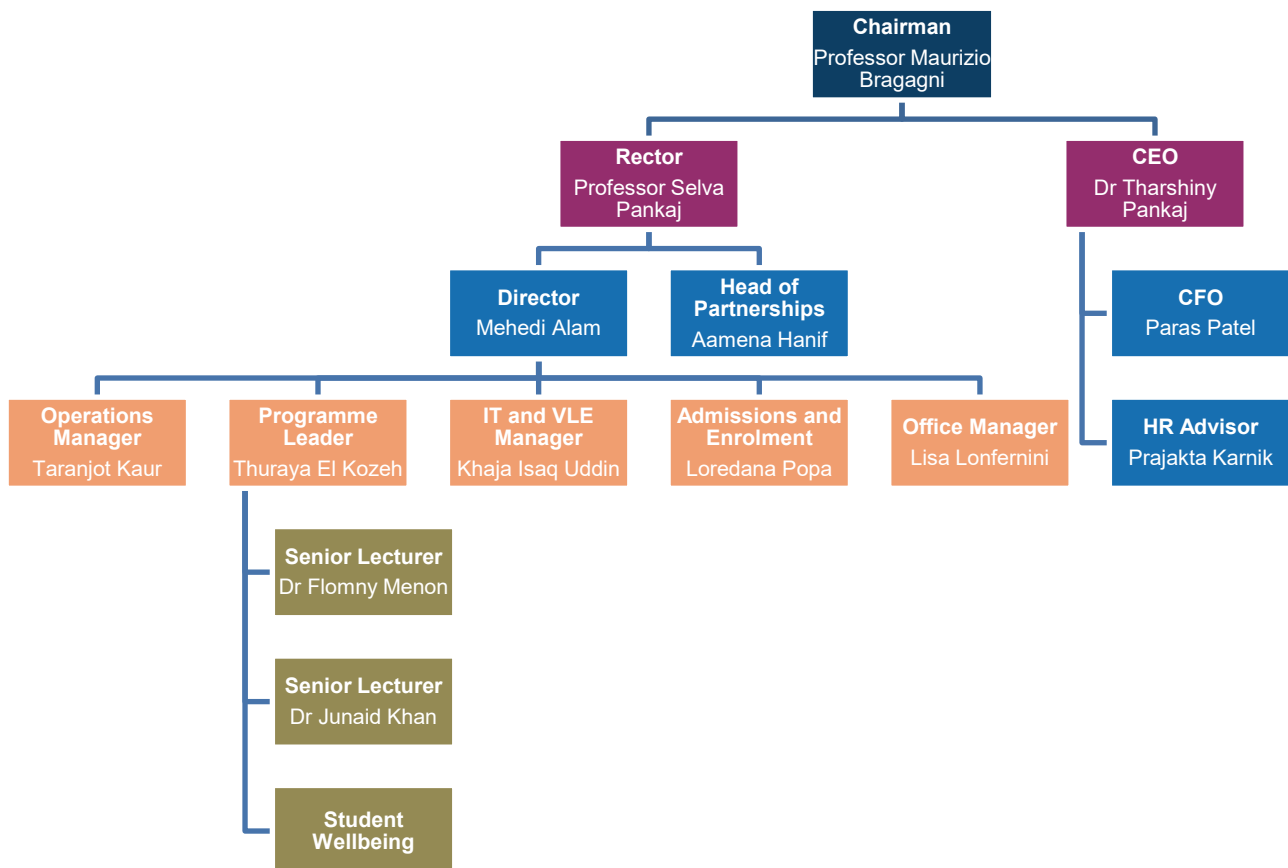 Chairman
Professor Maurizio
Bragagni
Rector
Professor Selva
Pankaj
CEO
Dr Tharshiny
Pankaj
Director
Mehedi Alam
Head of
Partnerships
Aamena Hanif
CFO
Paras Patel
Operations
Manager
Taranjot Kaur
Programme
Leader
Thuraya El Kozeh
IT and VLE
Manager
Khaja Isaq Uddin
Admissions and
Enrolment
Loredana Popa
Office Manager
Lisa Lonfernini
HR Advisor
Prajakta Karnik
Senior Lecturer
Dr Flomny Menon
Senior Lecturer
Dr Junaid Khan
Student
Wellbeing